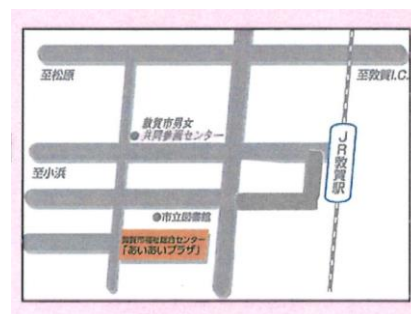 至松原
至敦賀I.C.
敦賀市男女
共同参画センター
JR敦賀駅
至小浜
市立図書館
敦賀市福祉総合センター
「あいあいプラザ」